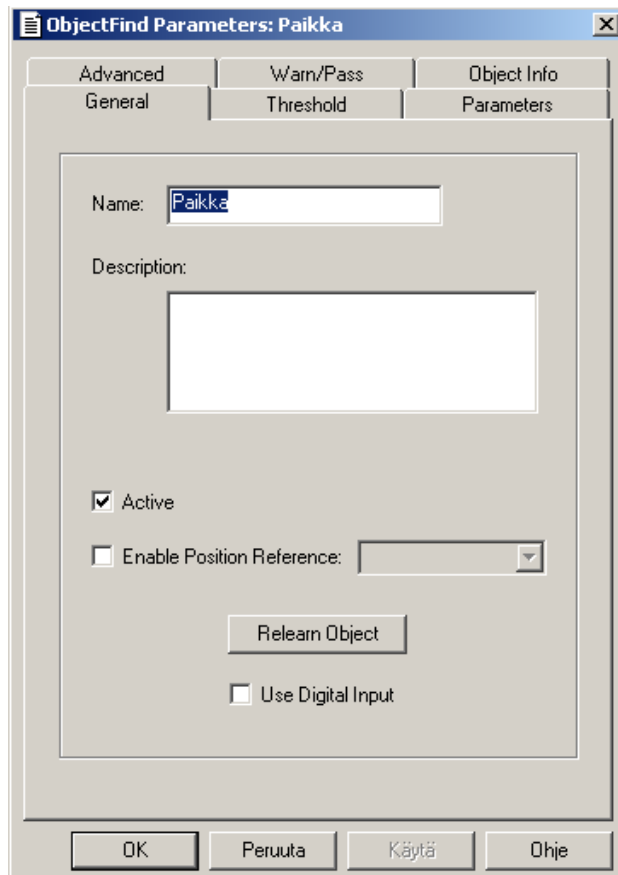 ObjectFind Parameters: Paikka
Advanced Warn/Pass Object Info
General Threshold Parameters
Name: Paikka
Description:
Active
Enable Position Reference:
Relearn Object
Use Digital Input
OK Peruuta Käytä Ohje